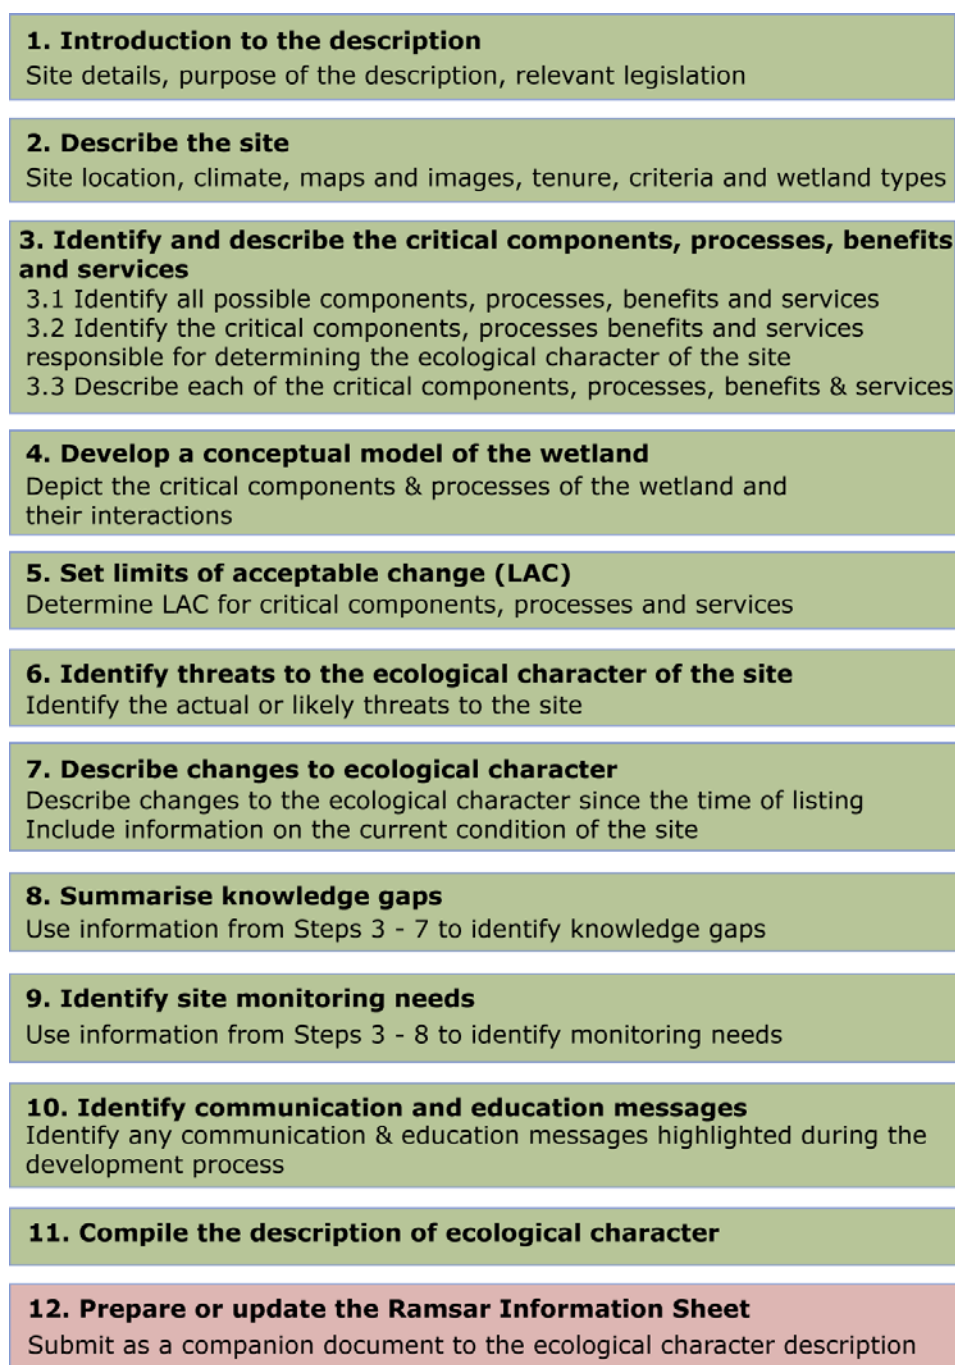 1. Introduction to the description
Site details, purpose of the description, relevant legislation
2. Describe the site
Site location, climate, maps and images, tenure, criteria and wetland types
3. Identify and describe the critical components, processes, benefits
and services
3.1 Identify all possible components, processes, benefits and services
3.2 Identify the critical components, processes benefits and services
responsible for determining the ecological character of the site
3.3 Describe each of the critical components, processes, benefits & services
4. Develop a conceptual model of the wetland
Depict the critical components & processes of the wetland and
their interactions
5. Set limits of acceptable change (LAC)
Determine LAC for critical components, processes and services
6. Identify threats to the ecological character of the site
Identify the actual or likely threats to the site
7. Describe changes to ecological character
Describe changes to the ecological character since the time of listing
Include information on the current condition of the site
8. Summarise knowledge gaps
Use information from Steps 3 - 7 to identify knowledge gaps
9. Identify site monitoring needs
Use information from Steps 3 - 8 to identify monitoring needs
10. Identify communication and education messages
Identify any communication & education messages highlighted during the
development process
11. Compile the description of ecological character
12. Prepare or update the Ramsar Information Sheet
Submit as a companion document to the ecological character description